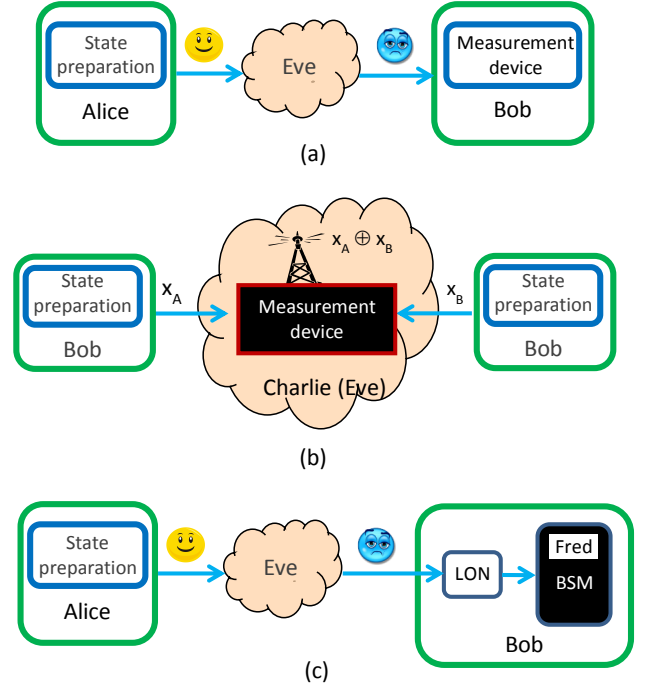 State
preparation
Alice
Eve
Measurement
device
Bob
(a)
x_A ⊕ x_B
State
preparation
Bob
x_A
Measurement
device
x_B
State
preparation
Bob
Charlie (Eve)
(b)
State
preparation
Alice
Eve
LON
Fred
BSM
Bob
(c)